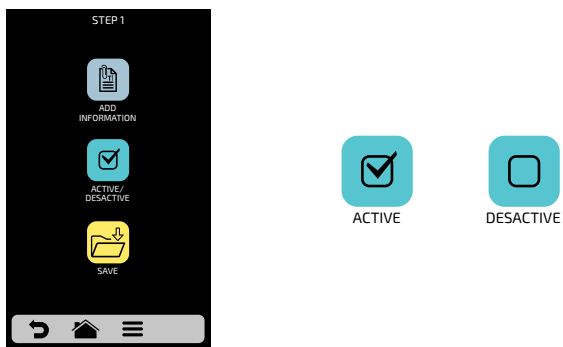 STEP 1
ADD
INFORMATION
ACTIVE/
DESACTIVE
SAVE
ACTIVE
DESACTIVE